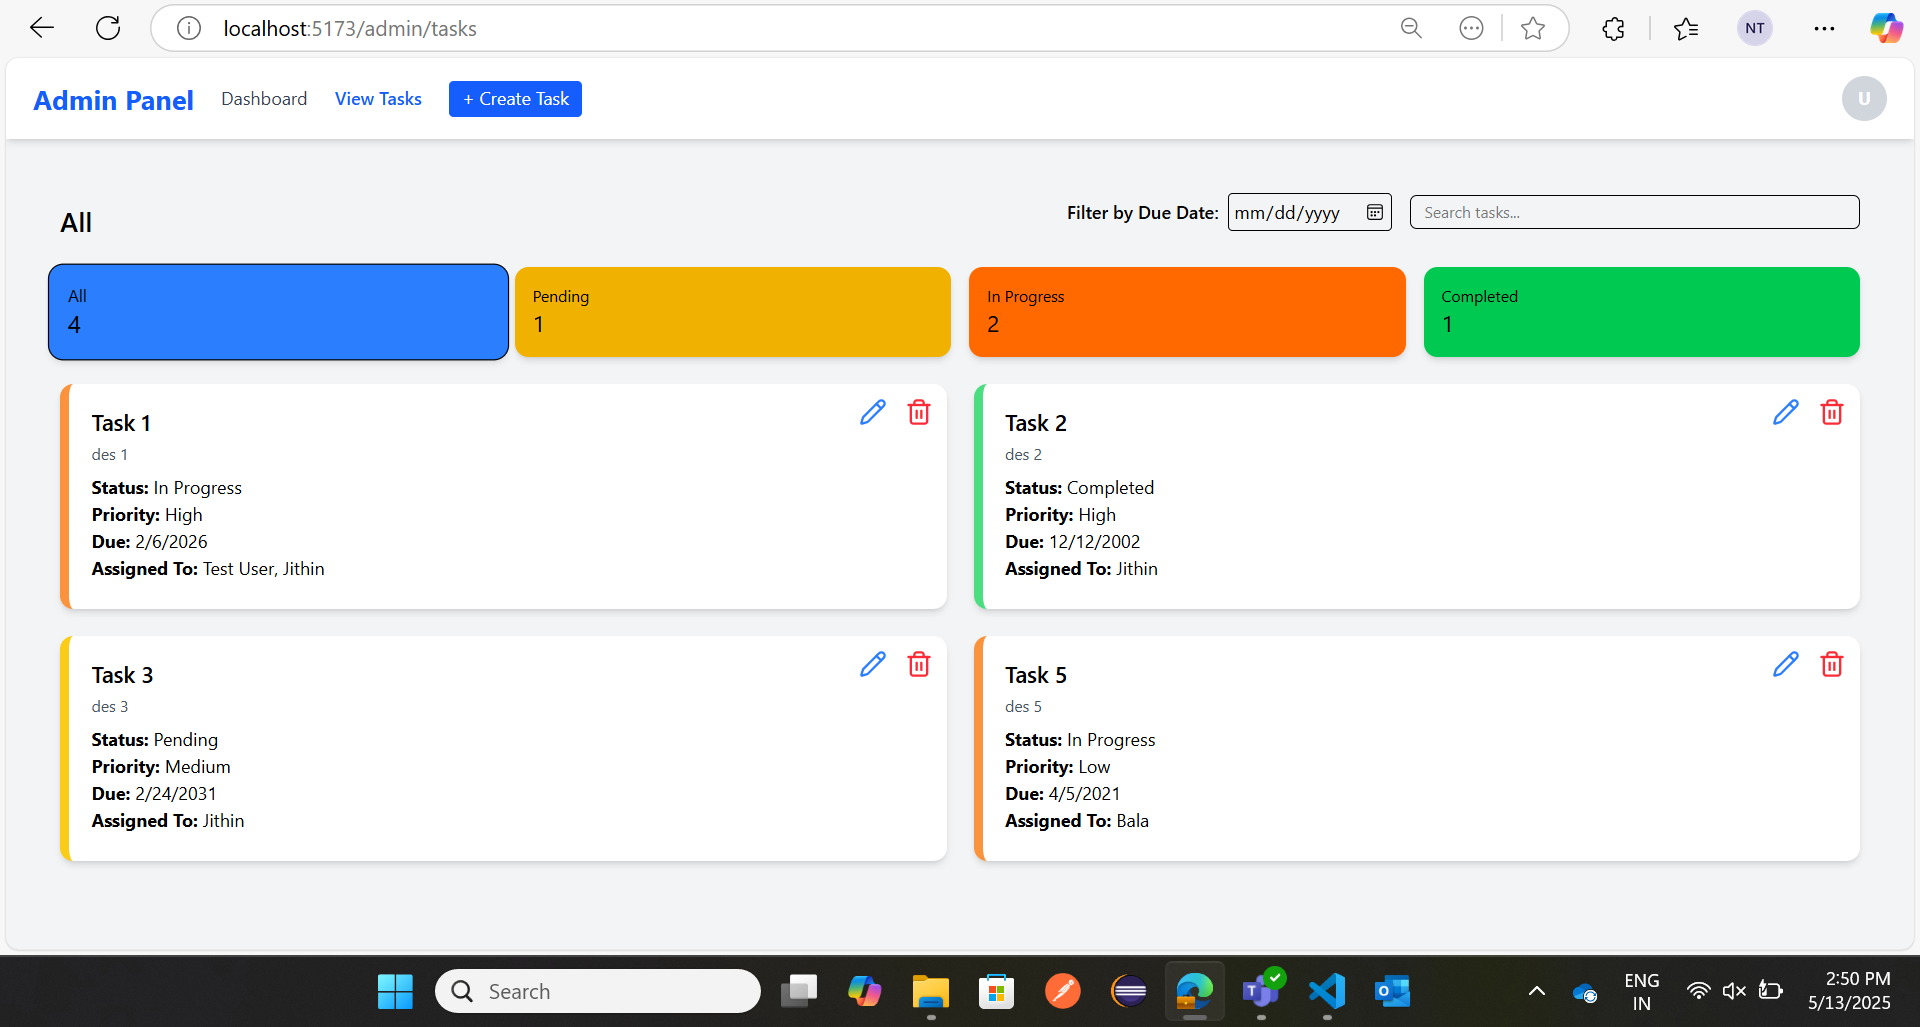 localhost:5173/admin/tasks
NT
Admin Panel
Dashboard
View Tasks
+ Create Task
U
All
Filter by Due Date:
mm/dd/yyyy
Search tasks...
All
4
Pending
1
In Progress
2
Completed
1
Task 1
des 1
Status: In Progress
Priority: High
Due: 2/6/2026
Assigned To: Test User, Jithin
Task 2
des 2
Status: Completed
Priority: High
Due: 12/12/2002
Assigned To: Jithin
Task 3
des 3
Status: Pending
Priority: Medium
Due: 2/24/2031
Assigned To: Jithin
Task 5
des 5
Status: In Progress
Priority: Low
Due: 4/5/2021
Assigned To: Bala
Search
ENG
IN
2:50 PM
5/13/2025